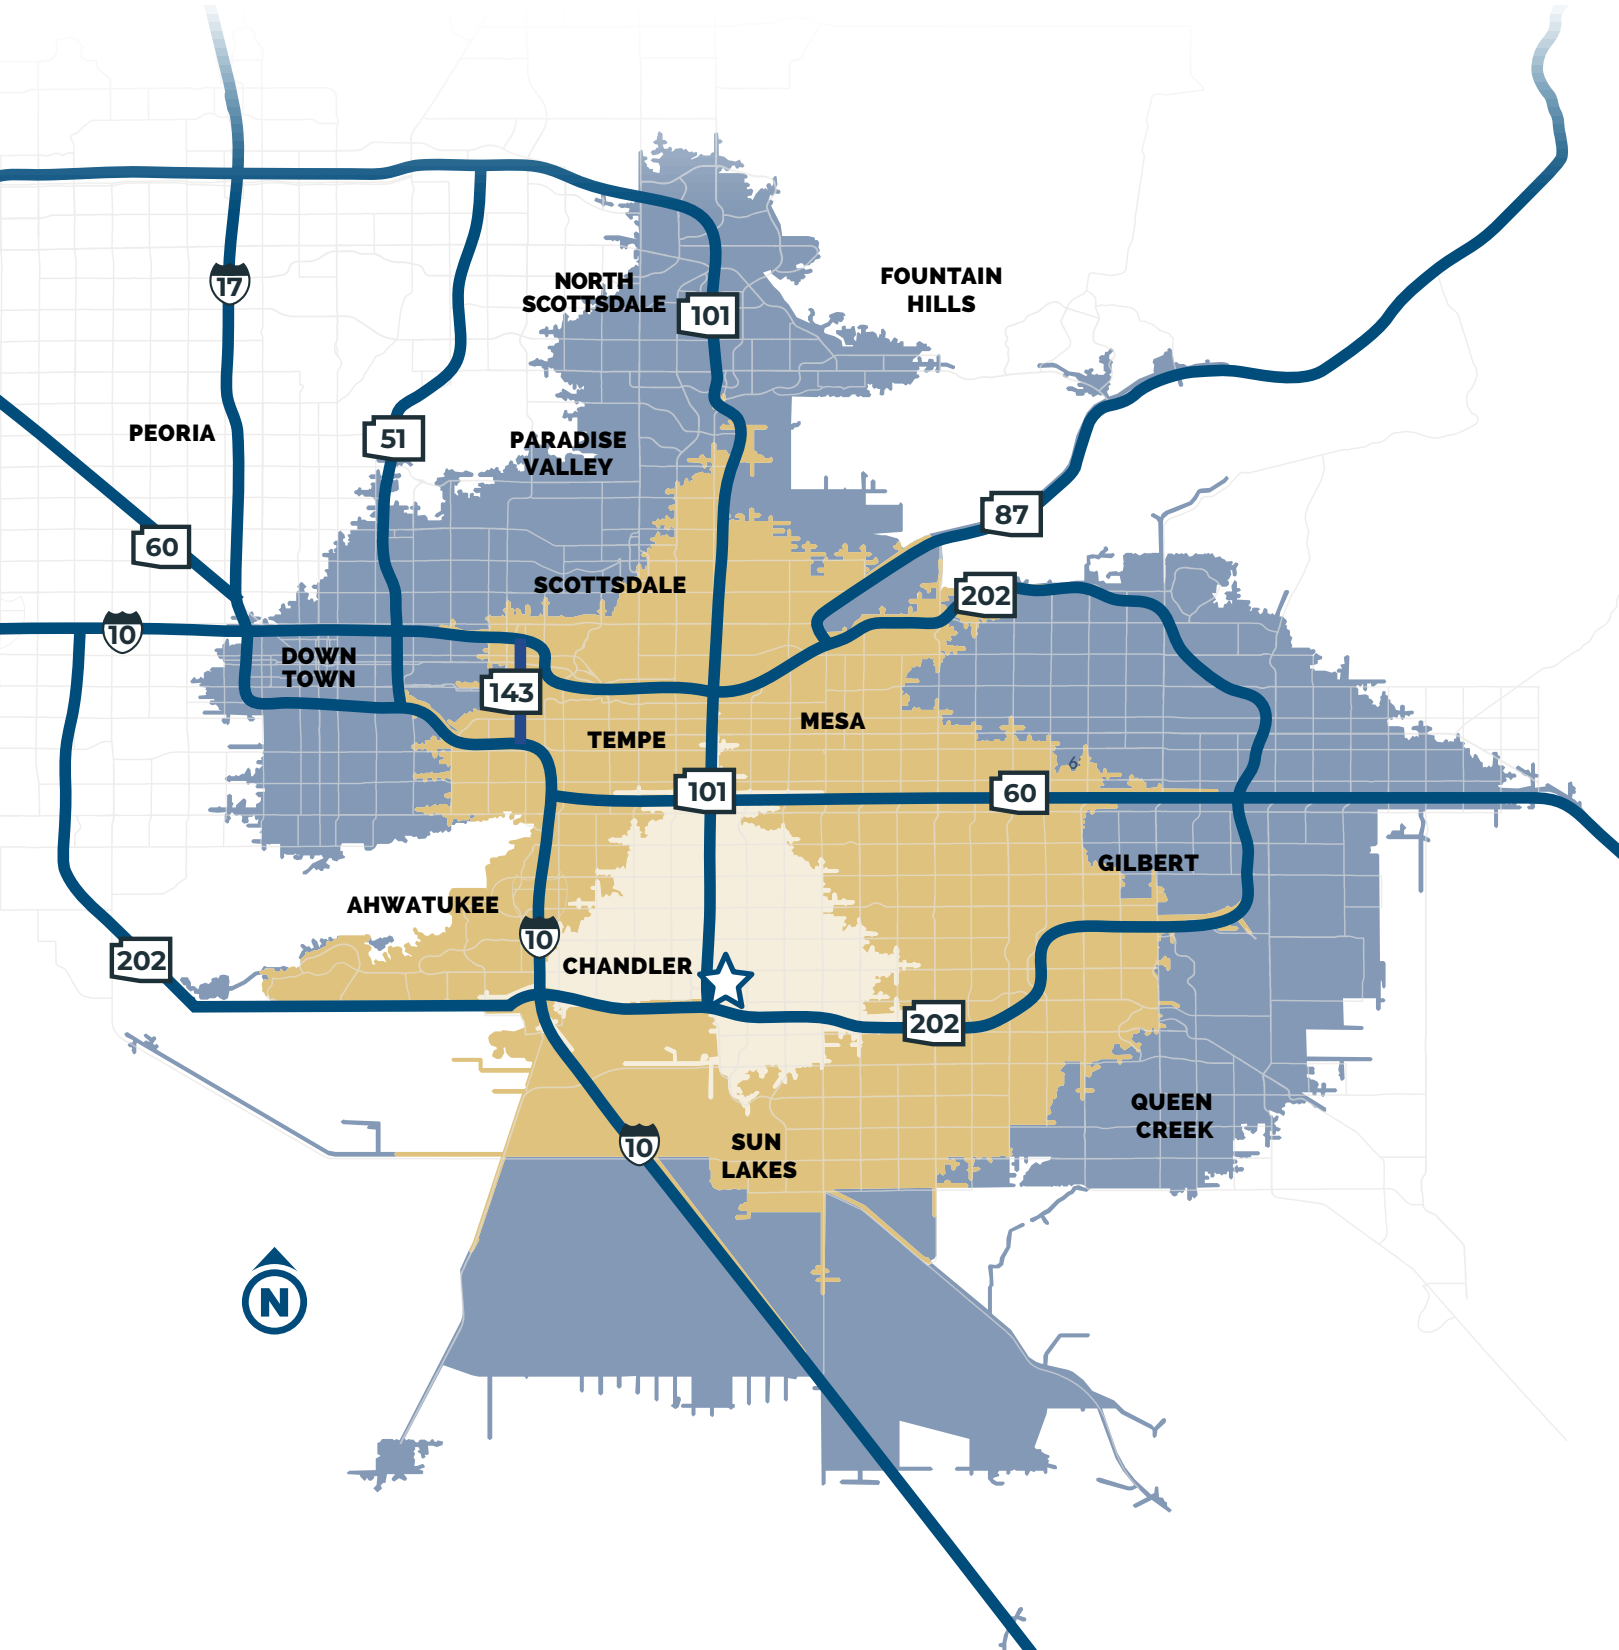 FOUNTAIN
HILLS
NORTH
SCOTTSDALE
17
101
PEORIA
51
PARADISE
VALLEY
87
60
SCOTTSDALE
202
10
DOWN
TOWN
143
MESA
TEMPE
6
101
60
GILBERT
AHWATUKEE
10
202
CHANDLER
202
QUEEN
CREEK
10
SUN
LAKES
N